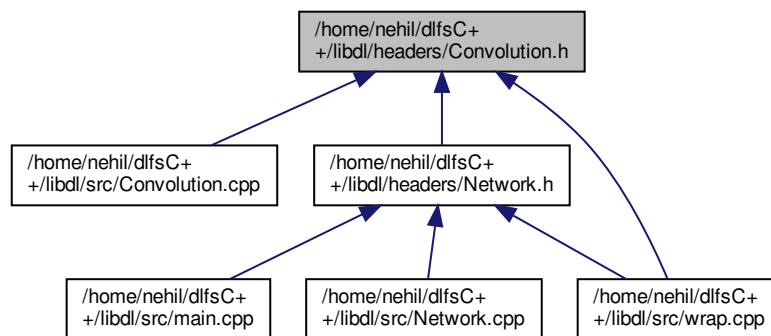 /home/nehil/dlfsC+
+/libdl/headers/Convolution.h
/home/nehil/dlfsC+
+/libdl/src/Convolution.cpp
/home/nehil/dlfsC+
+/libdl/headers/Network.h
/home/nehil/dlfsC+
+/libdl/src/main.cpp
/home/nehil/dlfsC+
+/libdl/src/Network.cpp
/home/nehil/dlfsC+
+/libdl/src/wrap.cpp